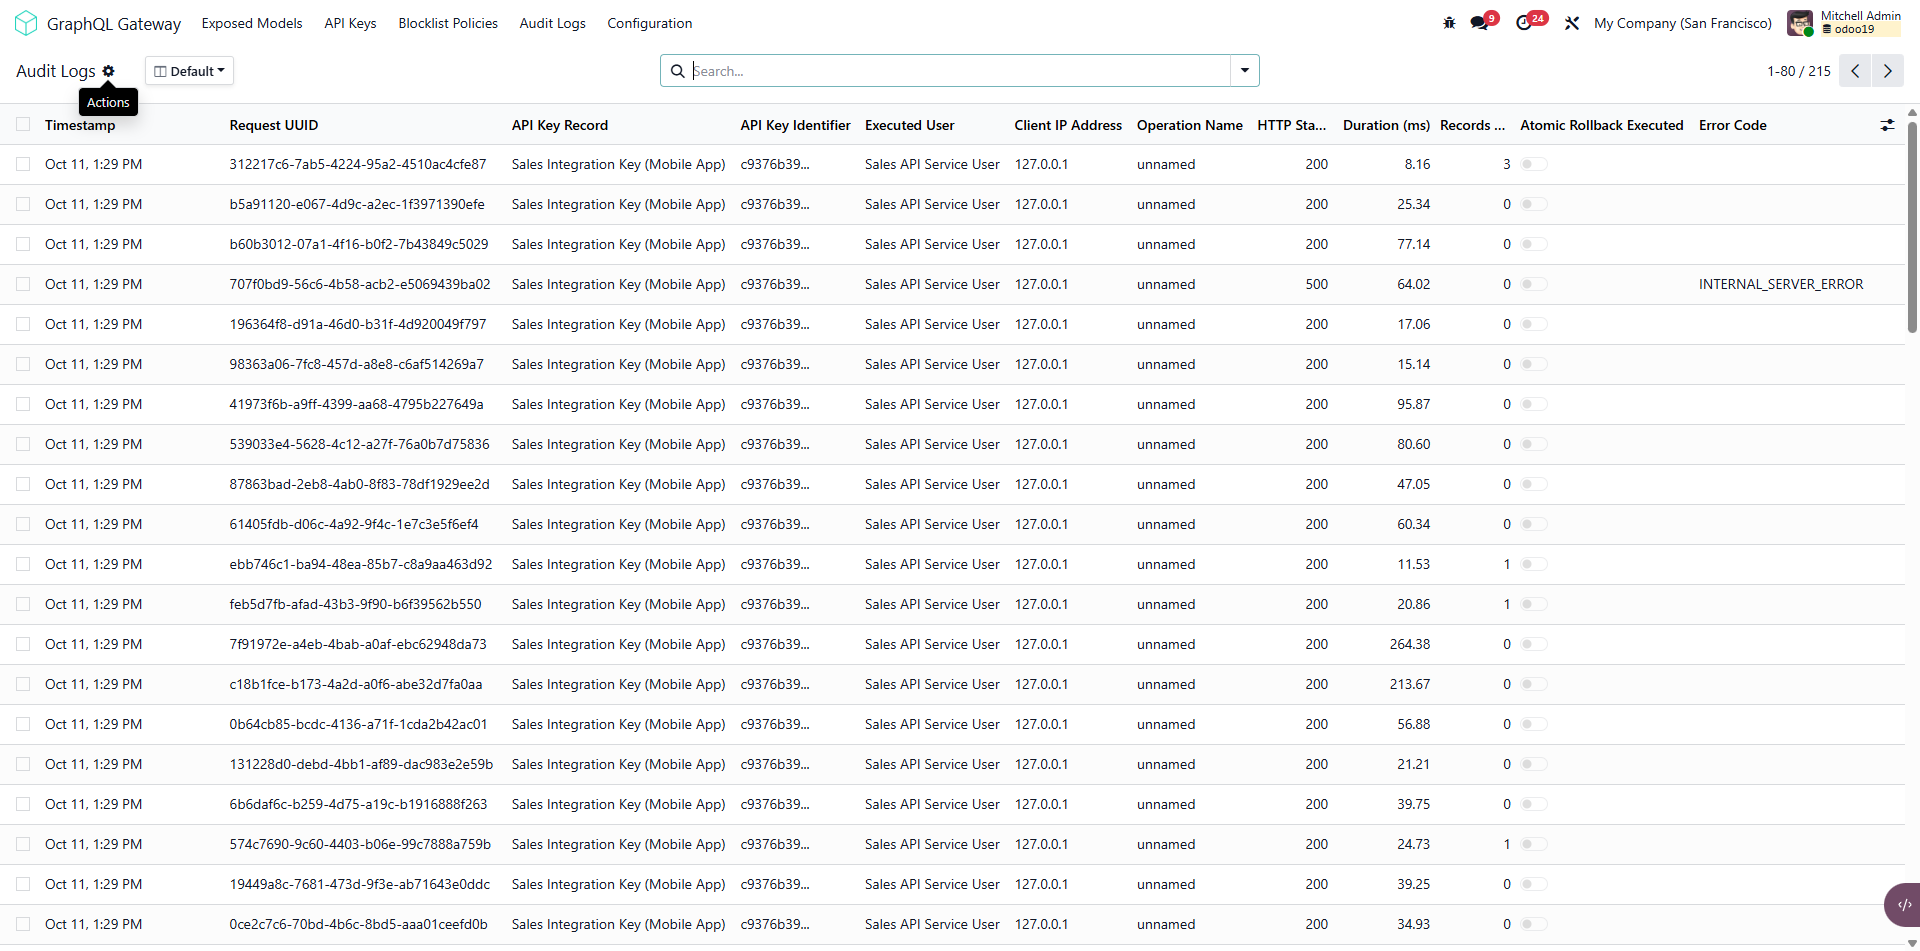 GraphQL Gateway Exposed Models API Keys Blocklist Policies Audit Logs Configuration 9 24 My Company (San Francisco) Mitchell Admin
odoo19
Audit Logs Default Search... 1-80 / 215
Actions
Timestamp Request UUID API Key Record API Key Identifier Executed User Client IP Address Operation Name HTTP Sta... Duration (ms) Records ... Atomic Rollback Executed Error Code
Oct 11, 1:29 PM 312217c6-7ab5-4224-95a2-4510ac4cfe87 Sales Integration Key (Mobile App) c9376b39... Sales API Service User 127.0.0.1 unnamed 200 8.16 3
Oct 11, 1:29 PM b5a91120-e067-4d9c-a2ec-1f3971390efe Sales Integration Key (Mobile App) c9376b39... Sales API Service User 127.0.0.1 unnamed 200 25.34 0
Oct 11, 1:29 PM b60b3012-07a1-4f16-b0f2-7b43849c5029 Sales Integration Key (Mobile App) c9376b39... Sales API Service User 127.0.0.1 unnamed 200 77.14 0
Oct 11, 1:29 PM 707f0bd9-56c6-4b58-acb2-e5069439ba02 Sales Integration Key (Mobile App) c9376b39... Sales API Service User 127.0.0.1 unnamed 500 64.02 0 INTERNAL_SERVER_ERROR
Oct 11, 1:29 PM 196364f8-d91a-46d0-b31f-4d920049f797 Sales Integration Key (Mobile App) c9376b39... Sales API Service User 127.0.0.1 unnamed 200 17.06 0
Oct 11, 1:29 PM 98363a06-7fc8-457d-a8e8-c6af514269a7 Sales Integration Key (Mobile App) c9376b39... Sales API Service User 127.0.0.1 unnamed 200 15.14 0
Oct 11, 1:29 PM 41973f6b-a9ff-4399-aa68-4795b227649a Sales Integration Key (Mobile App) c9376b39... Sales API Service User 127.0.0.1 unnamed 200 95.87 0
Oct 11, 1:29 PM 539033e4-5628-4c12-a27f-76a0b7d75836 Sales Integration Key (Mobile App) c9376b39... Sales API Service User 127.0.0.1 unnamed 200 80.60 0
Oct 11, 1:29 PM 87863bad-2eb8-4ab0-8f83-78df1929ee2d Sales Integration Key (Mobile App) c9376b39... Sales API Service User 127.0.0.1 unnamed 200 47.05 0
Oct 11, 1:29 PM 61405fdb-d06c-4a92-9f4c-1e7c3e5f6ef4 Sales Integration Key (Mobile App) c9376b39... Sales API Service User 127.0.0.1 unnamed 200 60.34 0
Oct 11, 1:29 PM ebb746c1-ba94-48ea-85b7-c8a9aa463d92 Sales Integration Key (Mobile App) c9376b39... Sales API Service User 127.0.0.1 unnamed 200 11.53 1
Oct 11, 1:29 PM feb5d7fb-afad-43b3-9f90-b6f39562b550 Sales Integration Key (Mobile App) c9376b39... Sales API Service User 127.0.0.1 unnamed 200 20.86 1
Oct 11, 1:29 PM 7f91972e-a4eb-4bab-a0af-ebc62948da73 Sales Integration Key (Mobile App) c9376b39... Sales API Service User 127.0.0.1 unnamed 200 264.38 0
Oct 11, 1:29 PM c18b1fce-b173-4a2d-a0f6-abe32d7fa0aa Sales Integration Key (Mobile App) c9376b39... Sales API Service User 127.0.0.1 unnamed 200 213.67 0
Oct 11, 1:29 PM 0b64cb85-bcdc-4136-a71f-1cda2b42ac01 Sales Integration Key (Mobile App) c9376b39... Sales API Service User 127.0.0.1 unnamed 200 56.88 0
Oct 11, 1:29 PM 131228d0-debd-4bb1-af89-dac983e2e59b Sales Integration Key (Mobile App) c9376b39... Sales API Service User 127.0.0.1 unnamed 200 21.21 0
Oct 11, 1:29 PM 6b6daf6c-b259-4d75-a19c-b1916888f263 Sales Integration Key (Mobile App) c9376b39... Sales API Service User 127.0.0.1 unnamed 200 39.75 0
Oct 11, 1:29 PM 574c7690-9c60-4403-b06e-99c7888a759b Sales Integration Key (Mobile App) c9376b39... Sales API Service User 127.0.0.1 unnamed 200 24.73 1
Oct 11, 1:29 PM 19449a8c-7681-473d-9f3e-ab71643e0ddc Sales Integration Key (Mobile App) c9376b39... Sales API Service User 127.0.0.1 unnamed 200 39.25 0
Oct 11, 1:29 PM 0ce2c7c6-70bd-4b6c-8bd5-aaa01ceefd0b Sales Integration Key (Mobile App) c9376b39... Sales API Service User 127.0.0.1 unnamed 200 34.93 0